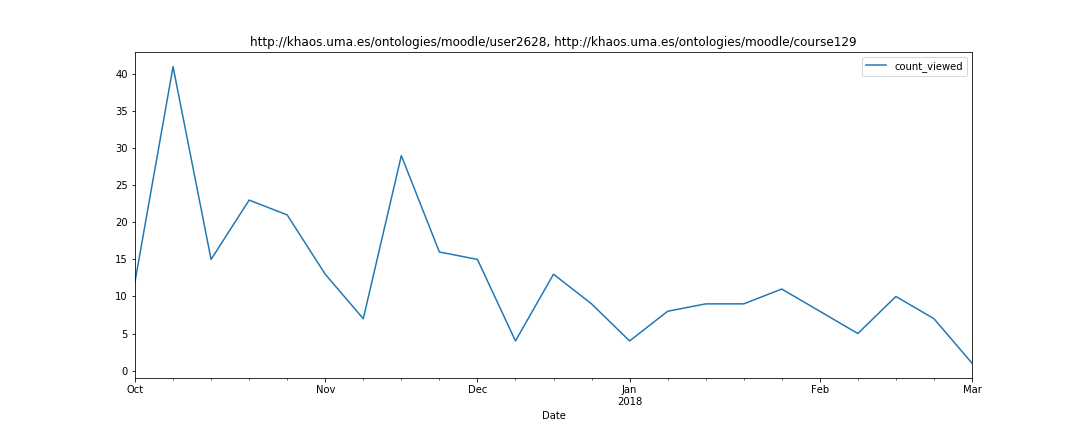 http://khaos.uma.es/ontologies/moodle/user2628, http://khaos.uma.es/ontologies/moodle/course129
count_viewed
40
35
30
25
20
15
10
5
0
Oct Nov Dec Jan Feb Mar
2018
Date